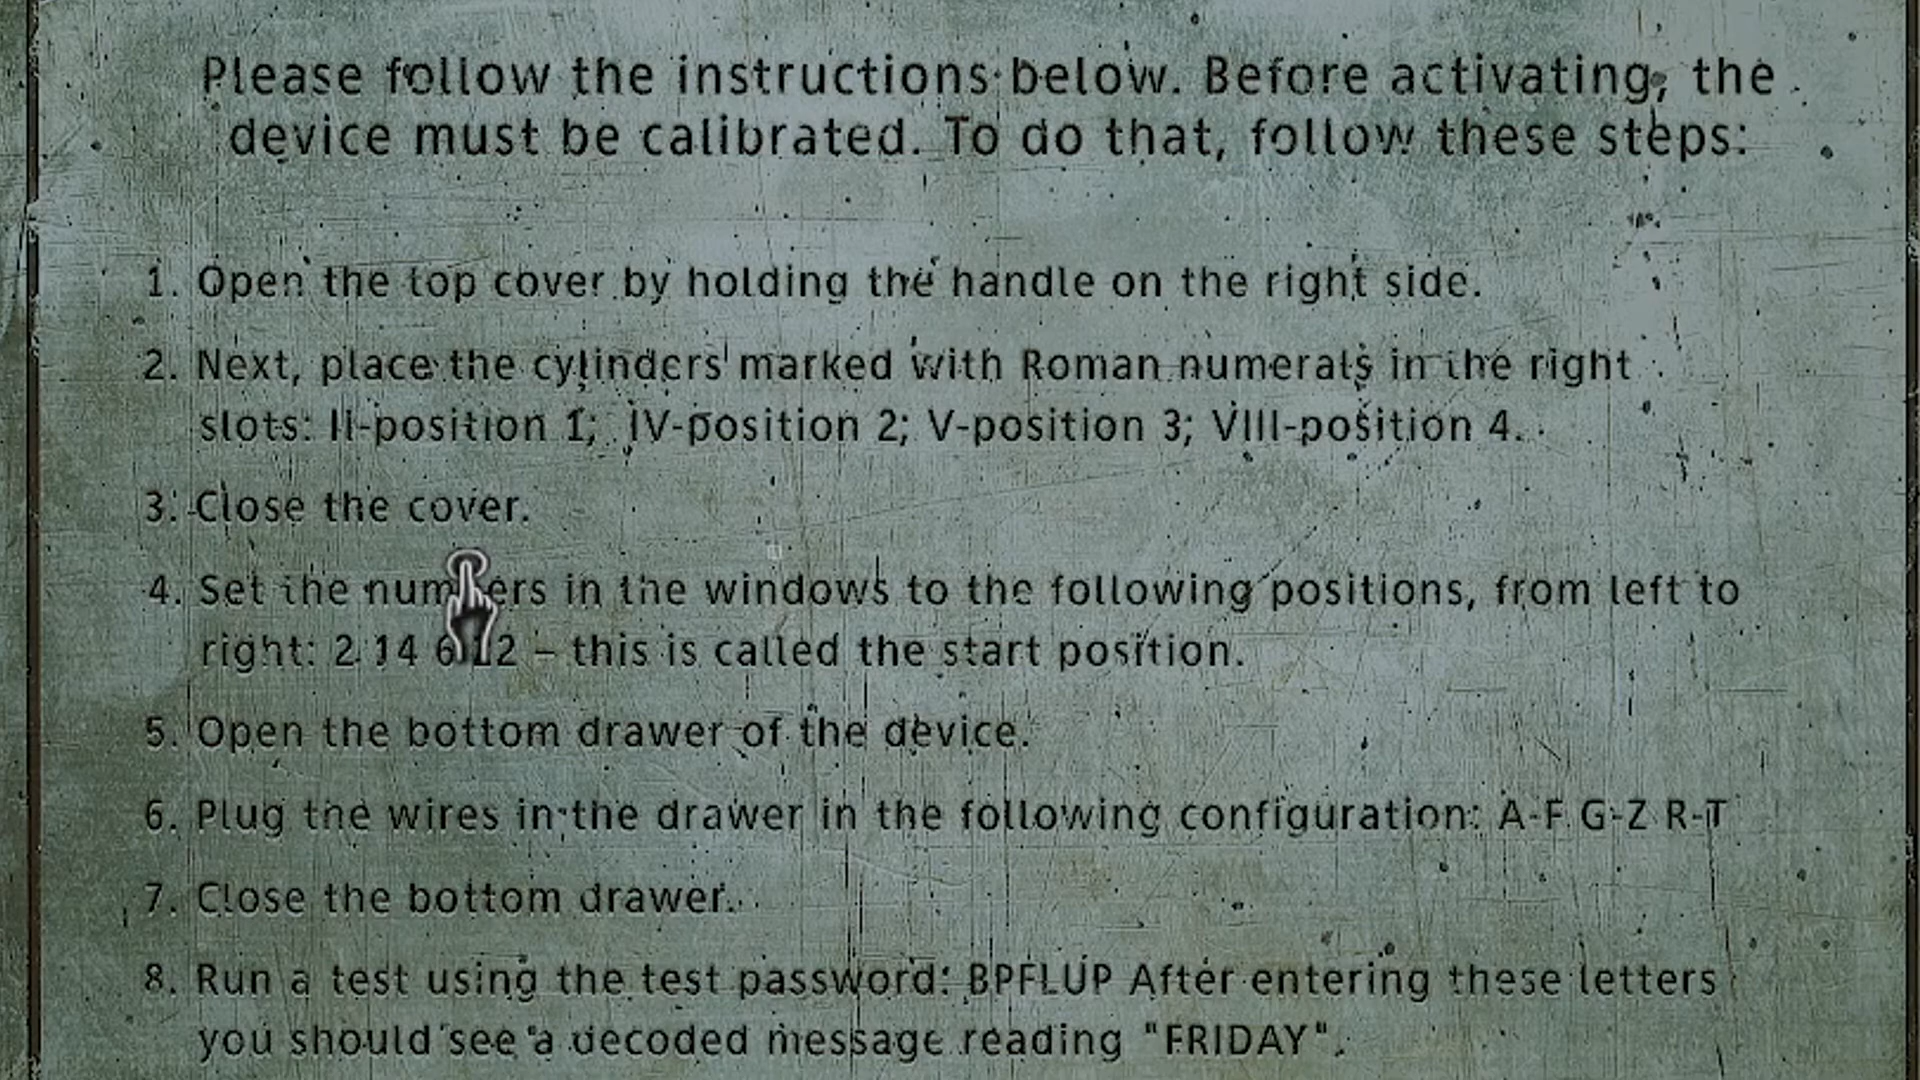 Please follow the instructions below. Before activating, the
device must be calibrated. To do that, follow these steps:
1. Open the top cover by holding the handle on the right side.
2. Next, place the cylinders marked with Roman numerals in the right
slots: II-position 1; IV-position 2; V-position 3; VIII-position 4.
3. Close the cover.
4. Set the numbers in the windows to the following positions, from left to
right: 2 14 6 12 – this is called the start position.
5. Open the bottom drawer of the device.
6. Plug the wires in the drawer in the following configuration: A-F G-Z R-T
7. Close the bottom drawer.
8. Run a test using the test password: BPFLUP After entering these letters
you should see a decoded message reading "FRIDAY".